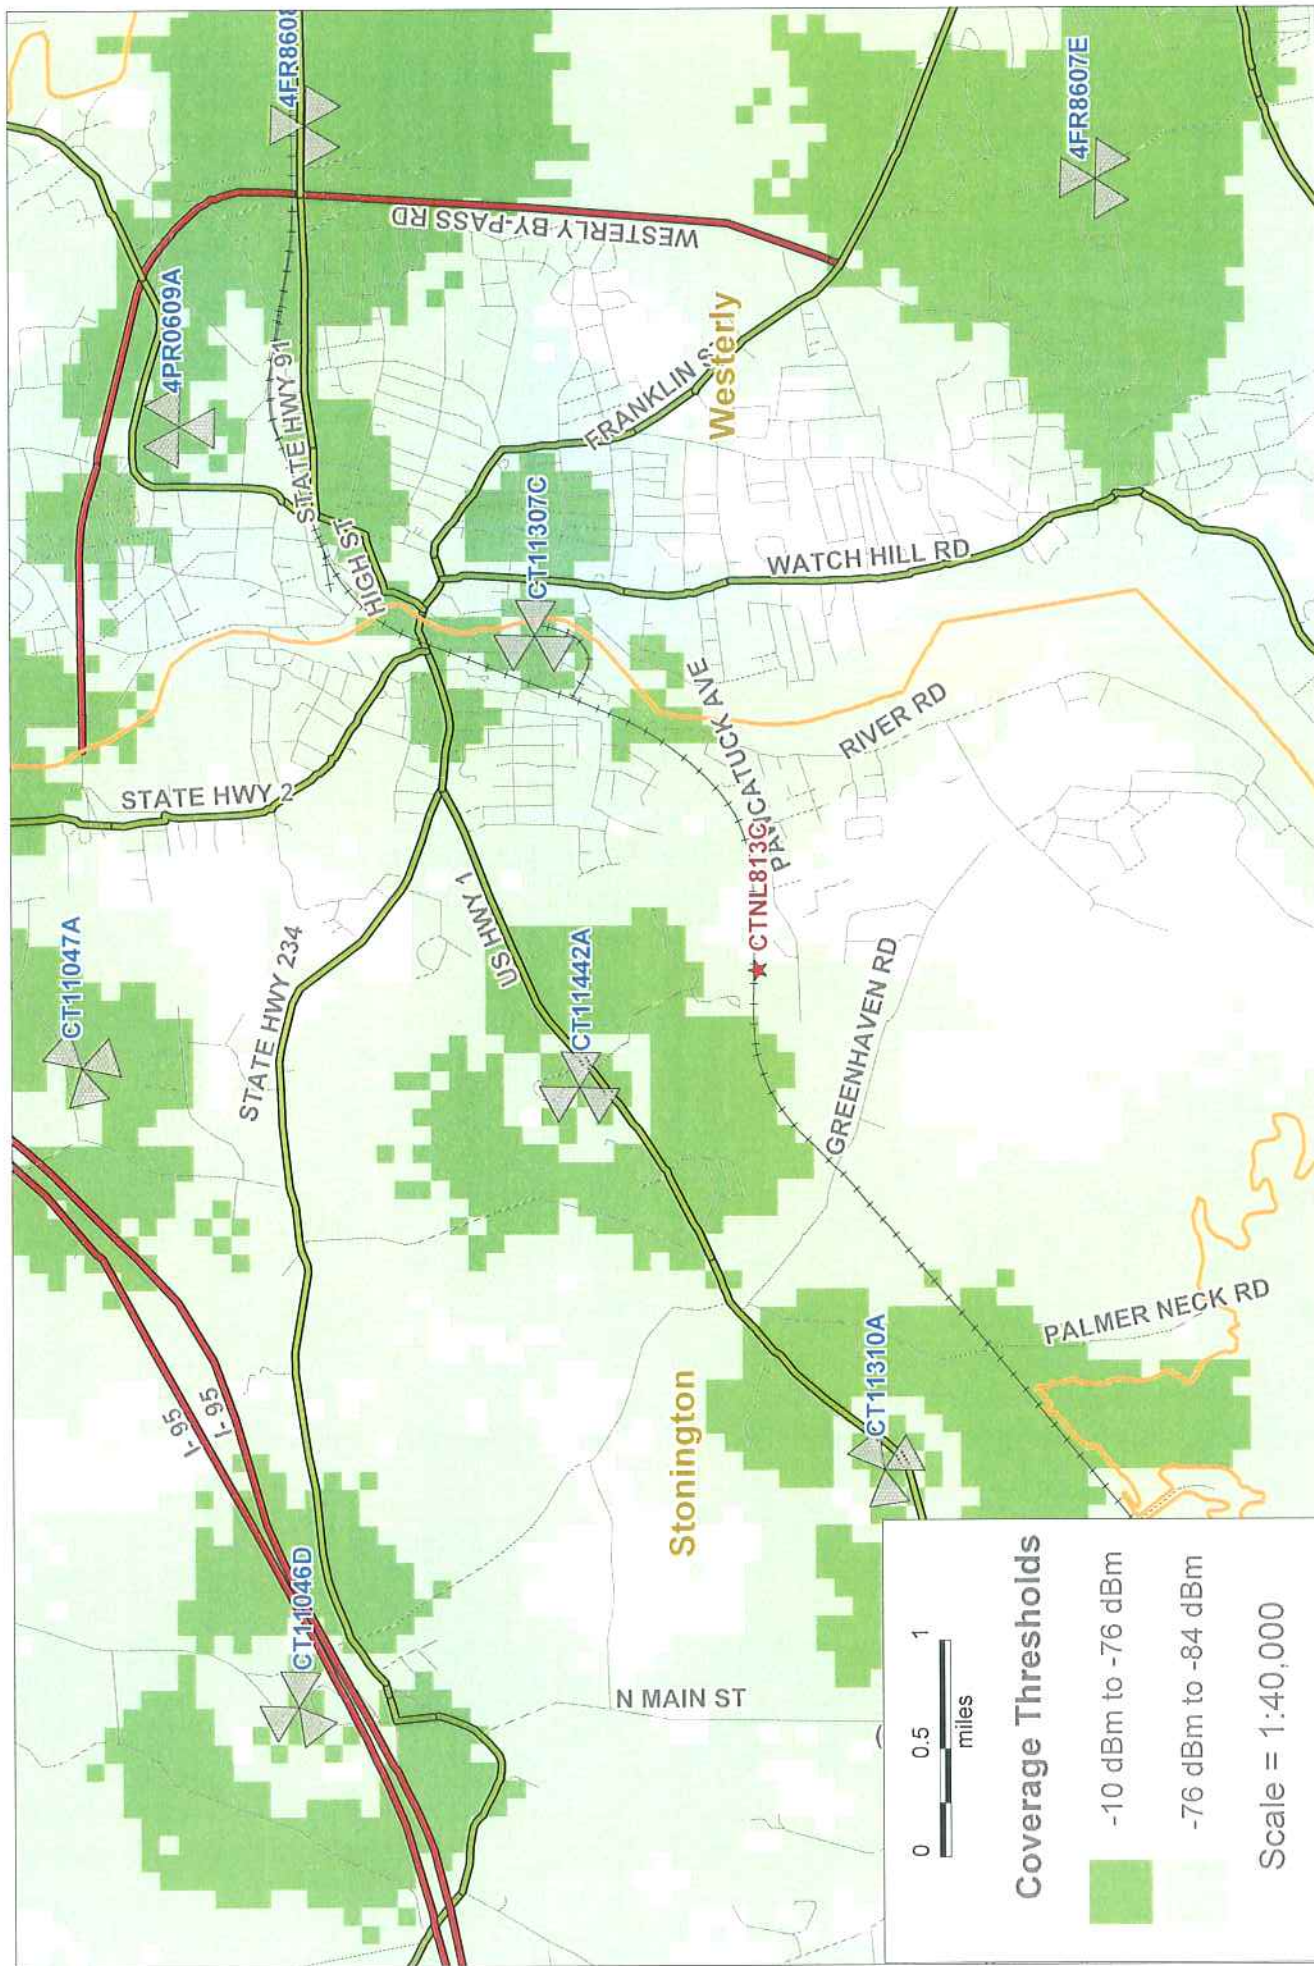 CT11047A
4PR0609A
4FR8608
I-95
I-95
STATE HWY 2
STATE HWY 234
STATE HWY 91
HIGH ST
WESTERLY BY-PASS RD
CT11046D
US HWY 1
CT11442A
CT11307C
FRANKLIN S
Westerly
4FR8607E
WATCH HILL RD
CTNL813C
PAWCATUCK AVE
RIVER RD
GREENHAVEN RD
PALMER NECK RD
CT11310A
Stonington
N MAIN ST
0 0.5 1
miles
Coverage Thresholds
-10 dBm to -76 dBm
-76 dBm to -84 dBm
Scale = 1:40,000